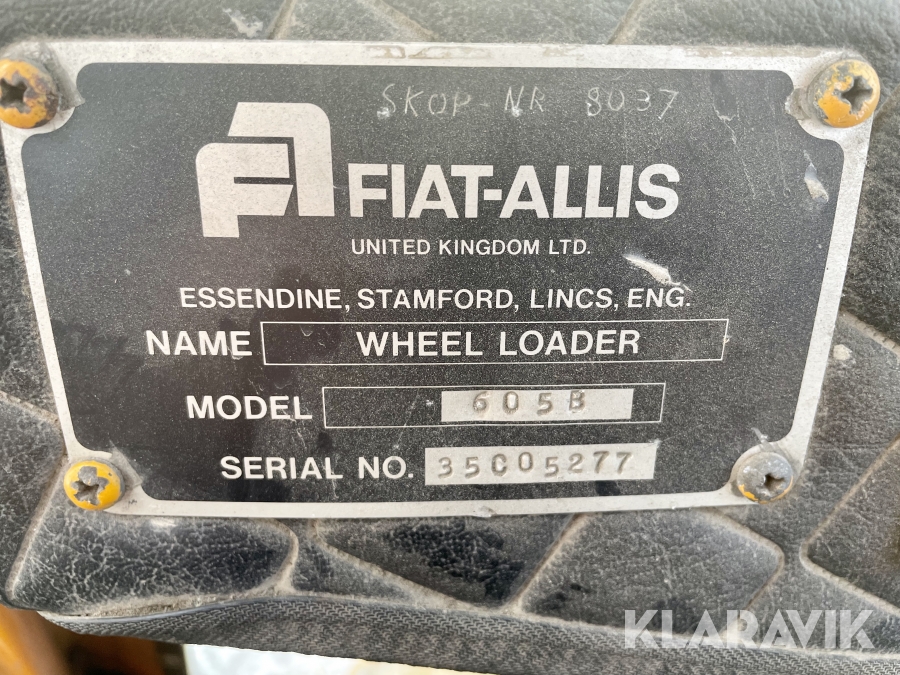 SKOP-NR 8037
FIAT-ALLIS
UNITED KINGDOM LTD.
ESSENDINE, STAMFORD, LINCS, ENG.
NAME WHEEL LOADER
MODEL 605B
SERIAL NO. 35C05277
KLARAVIK